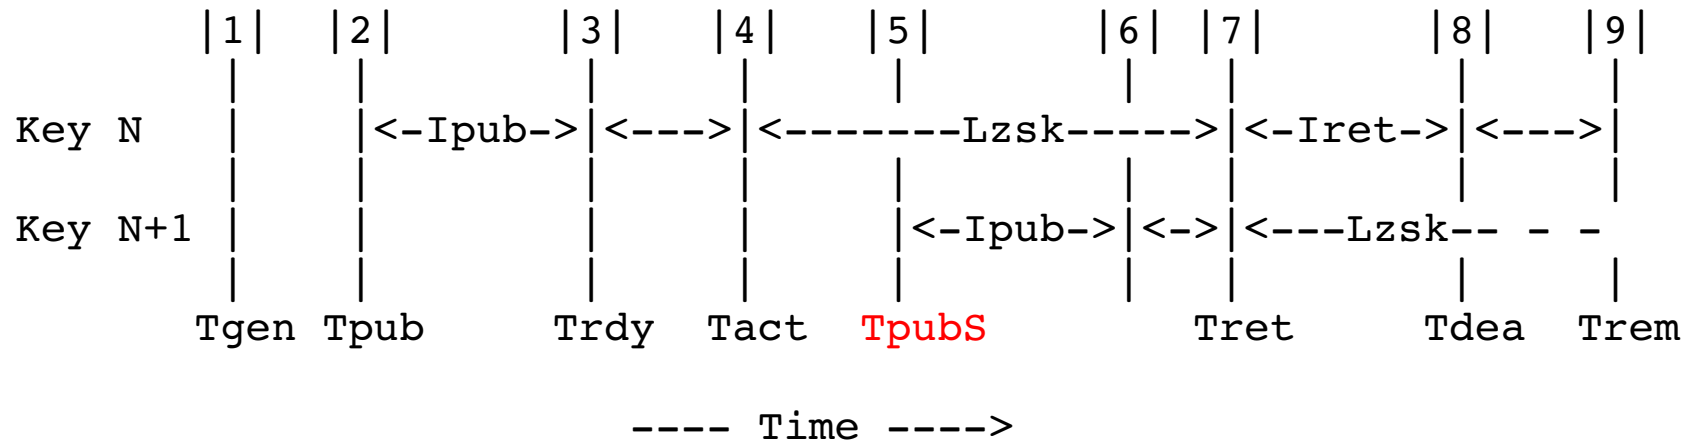 |1| |2| |3| |4| |5| |6| |7| |8| |9|
| | | | | | | | |
Key N | |<-Ipub->|<--->|<-------Lzsk----->|<-Iret->|<--->|
| | | | | | | | |
Key N+1 | | | | |<-Ipub->|<->|<---Lzsk-- - -
| | | | | | | | |
Tgen Tpub Trdy Tact TpubS Tret Tdea Trem
---- Time ---->